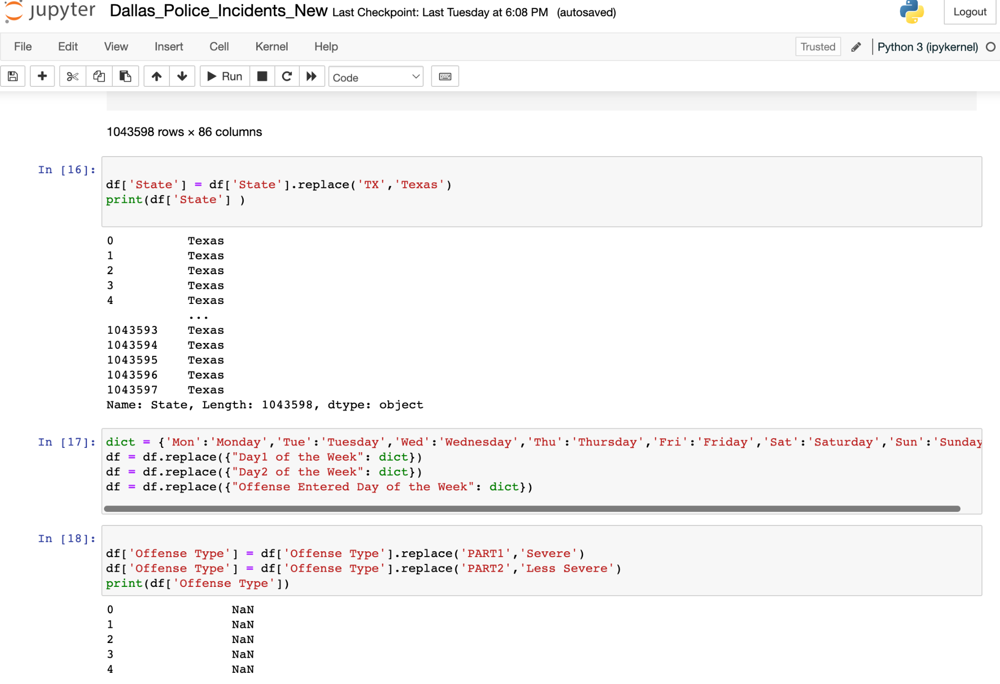 jupyter Dallas_Police_Incidents_New Last Checkpoint: Last Tuesday at 6:08 PM (autosaved) Logout
File Edit View Insert Cell Kernel Help Trusted Python 3 (ipykernel)
Run Code
1043598 rows × 86 columns
In [16]:
df['State'] = df['State'].replace('TX','Texas')
print(df['State'] )
0 Texas
1 Texas
2 Texas
3 Texas
4 Texas
...
1043593 Texas
1043594 Texas
1043595 Texas
1043596 Texas
1043597 Texas
Name: State, Length: 1043598, dtype: object
In [17]: dict = {'Mon':'Monday','Tue':'Tuesday','Wed':'Wednesday','Thu':'Thursday','Fri':'Friday','Sat':'Saturday','Sun':'Sunday
df = df.replace({"Day1 of the Week": dict})
df = df.replace({"Day2 of the Week": dict})
df = df.replace({"Offense Entered Day of the Week": dict})
In [18]:
df['Offense Type'] = df['Offense Type'].replace('PART1','Severe')
df['Offense Type'] = df['Offense Type'].replace('PART2','Less Severe')
print(df['Offense Type'])
0 NaN
1 NaN
2 NaN
3 NaN
4 NaN